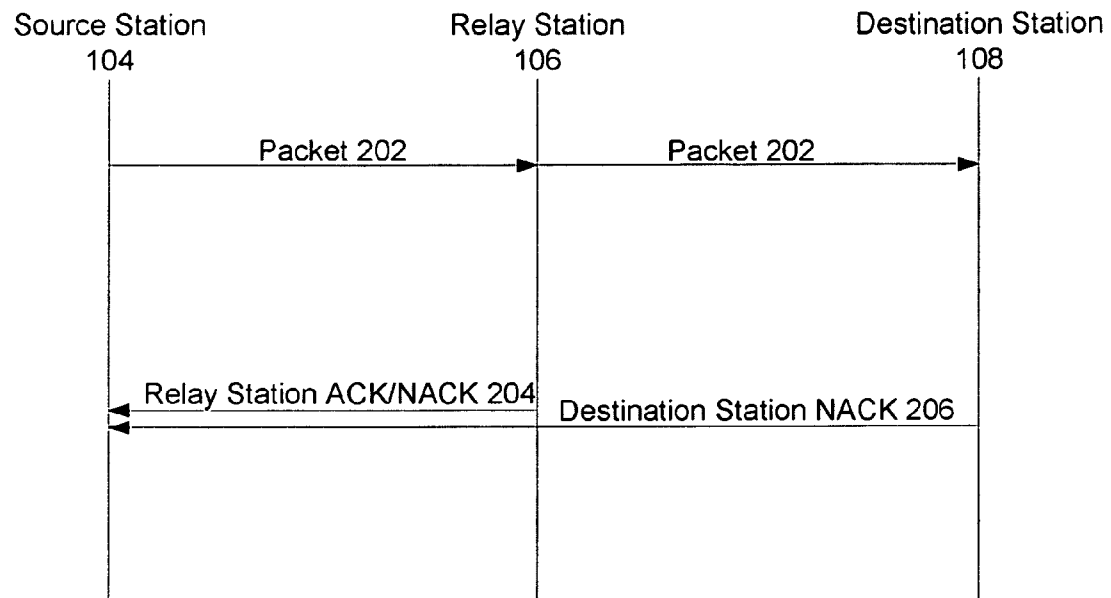 Source Station
104
Relay Station
106
Destination Station
108
Packet 202
Packet 202
Relay Station ACK/NACK 204
Destination Station NACK 206